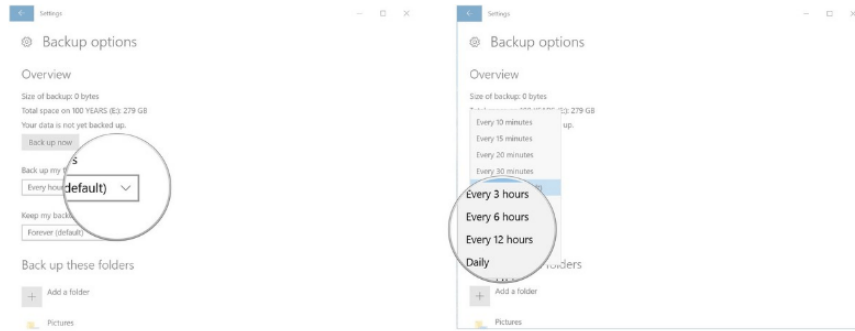 Settings
Backup options
Overview
Size of backup: 0 bytes
Total space on 100 YEARS (E:): 279 GB
Your data is not yet backed up.
Back up now
s
Back up my f
Every hou
default)
Keep my back
Forever (default)
Back up these folders
Add a folder
Pictures
Settings
Backup options
Overview
Size of backup: 0 bytes
279 GB
Every 10 minutes
up.
Every 15 minutes
Every 20 minutes
Every 30 minutes
Every 3 hours
Every 6 hours
Every 12 hours
Daily
ders
Add a folder
Pictures